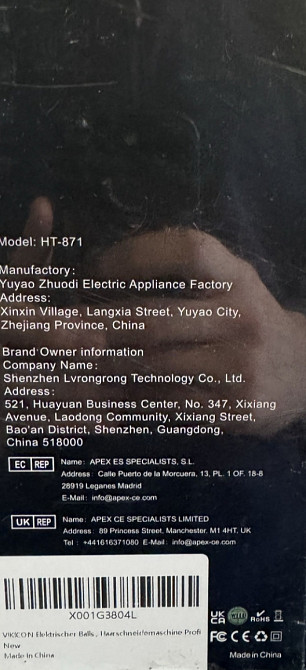 Model: HT-871
Manufactory:
Yuyao Zhuodi Electric Appliance Factory
Address:
Xinxin Village, Langxia Street, Yuyao City,
Zhejiang Province, China
Brand Owner information
Company Name:
Shenzhen Lvrongrong Technology Co., Ltd.
Address:
521, Huayuan Business Center, No. 347, Xixiang
Avenue, Laodong Community, Xixiang Street,
Bao'an District, Shenzhen, Guangdong,
China 518000
EC REP
Name: APEX ES SPECIALISTS, S.L.
Address: Calle Puerto de la Morcuera, 13, PL. 1 OF. 18-8
28919 Leganes Madrid
E-Mail: info@apex-ce.com
UK REP
Name: APEX CE SPECIALISTS LIMITED
Address: 89 Princess Street, Manchester, M1 4HT, UK
Tel: +441616371080 E-Mail: info@apex-ce.com
X001G3804L
Elektrischer Haarschneidemaschine Profi
New
Made in China
UK CA
RoHS
FC CE
Made in China